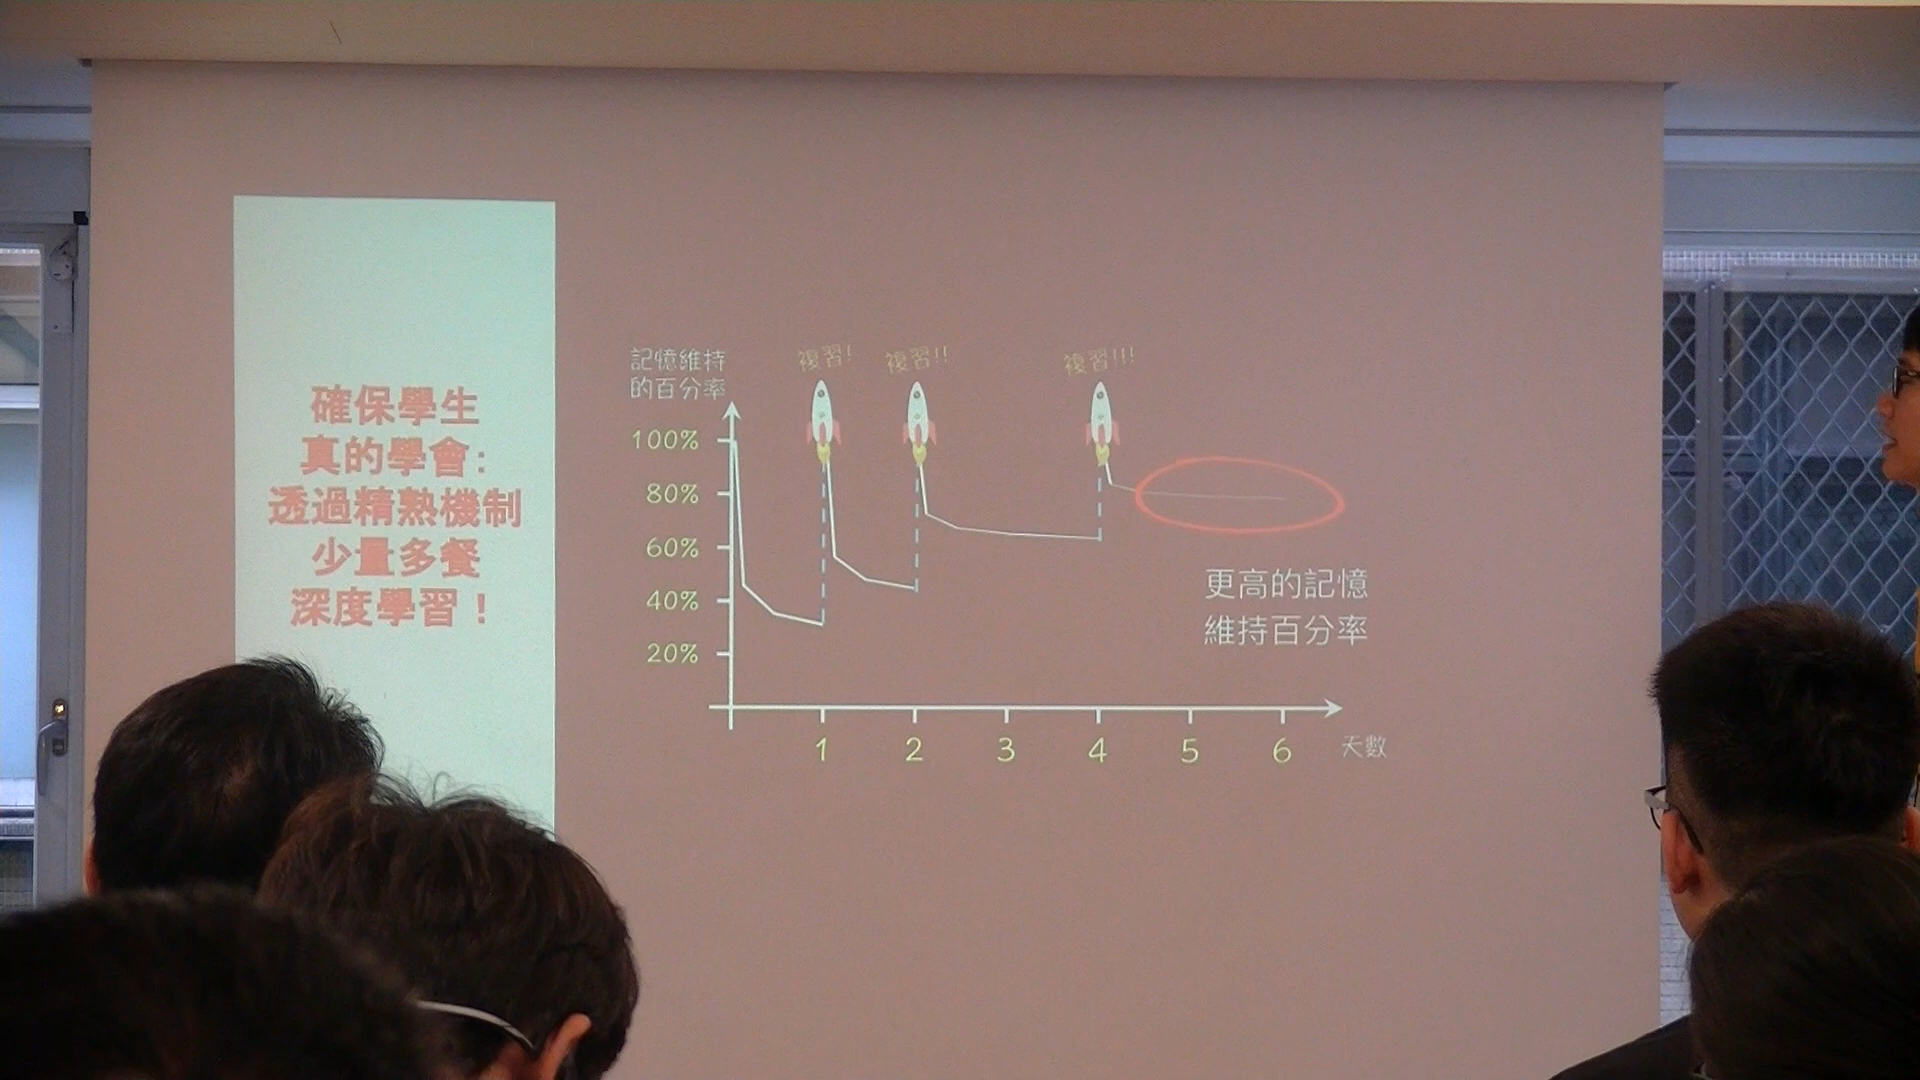 確保學生
真的學會:
透過精熟機制
少量多餐
深度學習！
記憶維持
的百分率
複習!
複習!!
複習!!!
100%
80%
60%
40%
20%
更高的記憶
維持百分率
1
2
3
4
5
6
天數